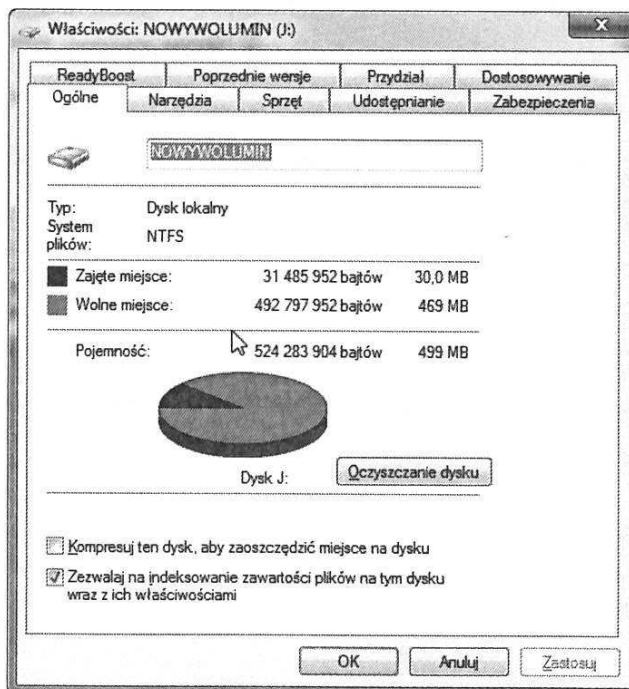 Właściwości: NOWYWOLUMIN (J:)
ReadyBoost Poprzednie wersje Przydział Dostosowywanie
Ogólne Narzędzia Sprzęt Udostępnianie Zabezpieczenia
NOWYWOLUMIN
Typ: Dysk lokalny
System
plików: NTFS
Zajęte miejsce: 31 485 952 bajtów 30,0 MB
Wolne miejsce: 492 797 952 bajtów 469 MB
Pojemność: 524 283 904 bajtów 499 MB
Dysk J: Oczyszczanie dysku
Kompresuj ten dysk, aby zaoszczędzić miejsce na dysku
Zezwalaj na indeksowanie zawartości plików na tym dysku
wraz z ich właściwościami
OK Anuluj Zastosuj